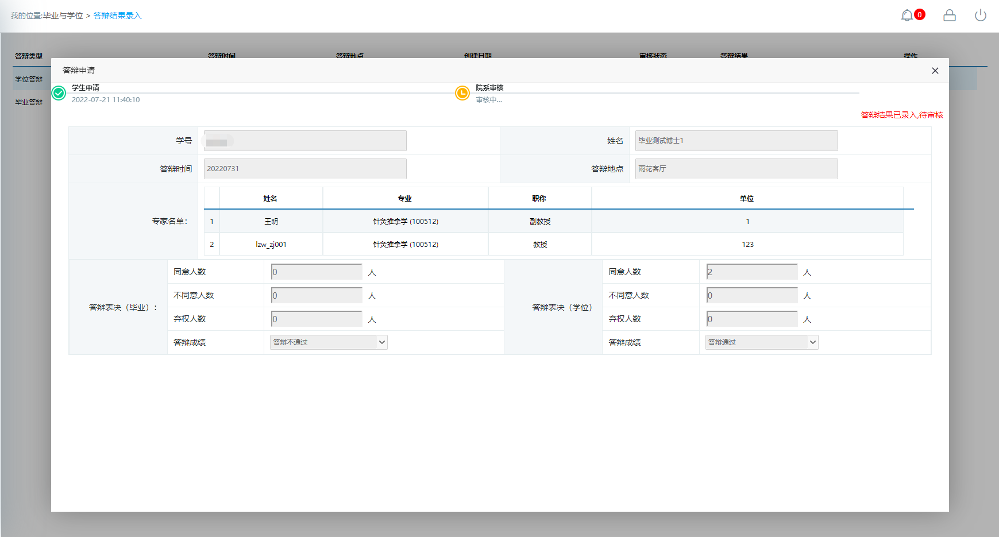 我的位置:毕业与学位 > 答辩结果录入
0
答辩类型 答辩时间 答辩地点 创建日期 审核状态 答辩结果 操作
学位答辩
毕业答辩
答辩申请
学生申请
2022-07-21 11:40:10
院系审核
审核中...
答辩结果已录入,待审核
学号 姓名 毕业测试博士1
答辩时间 20220731 答辩地点 雨花客厅
专家名单：
姓名 专业 职称 单位
1 王明 针灸推拿学 (100512) 副教授 1
2 lzw_zj001 针灸推拿学 (100512) 教授 123
答辩表决（毕业）：
同意人数 0 人
不同意人数 0 人
弃权人数 0 人
答辩成绩 答辩不通过
答辩表决（学位）
同意人数 2 人
不同意人数 0 人
弃权人数 0 人
答辩成绩 答辩通过